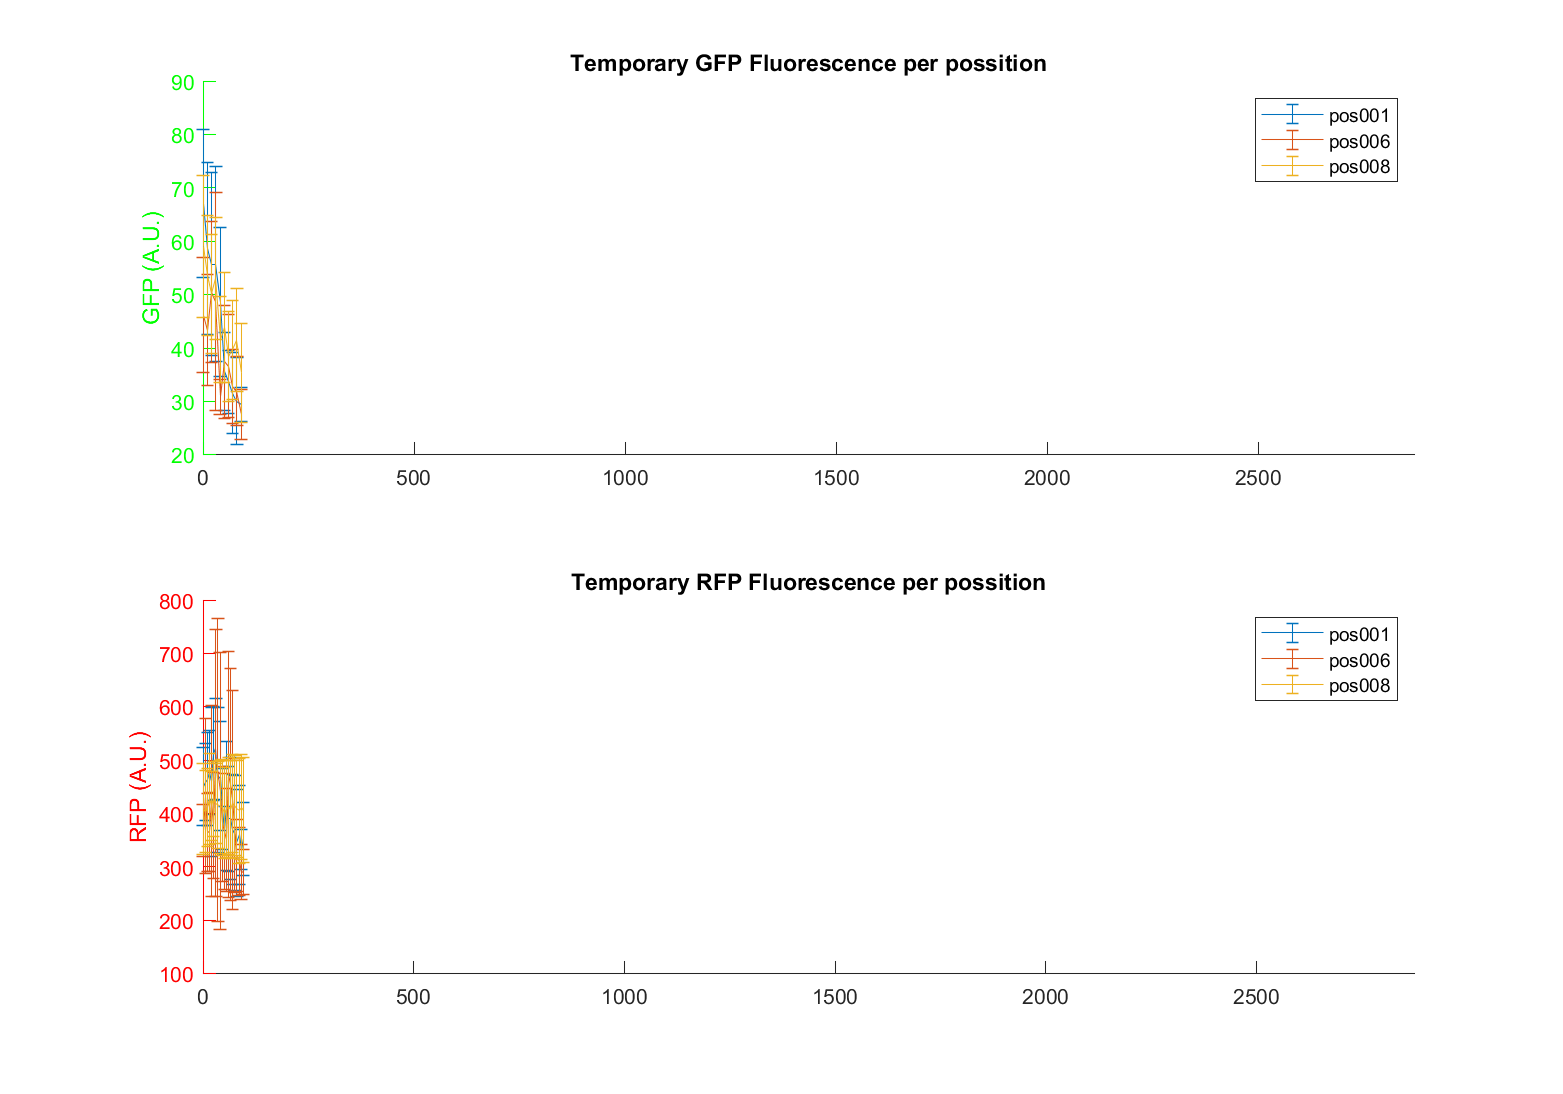 Temporary GFP Fluorescence per possition
90
80
70
60
50
40
30
20
GFP (A.U.)
pos001
pos006
pos008
0 500 1000 1500 2000 2500
Temporary RFP Fluorescence per possition
800
700
600
500
400
300
200
100
RFP (A.U.)
pos001
pos006
pos008
0 500 1000 1500 2000 2500